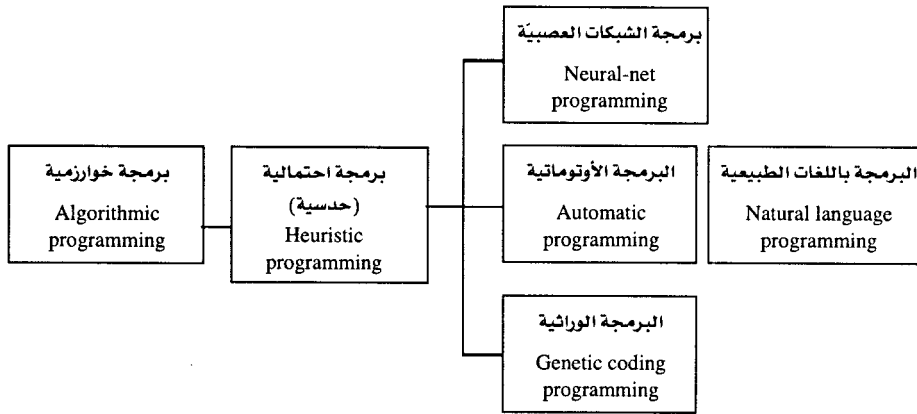 برمجة الشبكات العصبيّة
Neural-net
programming
برمجة خوارزمية
Algorithmic
programming
برمجة احتمالية
(حدسية)
Heuristic
programming
البرمجة الأوتوماتية
Automatic
programming
البرمجة باللغات الطبيعية
Natural language
programming
البرمجة الوراثية
Genetic coding
programming